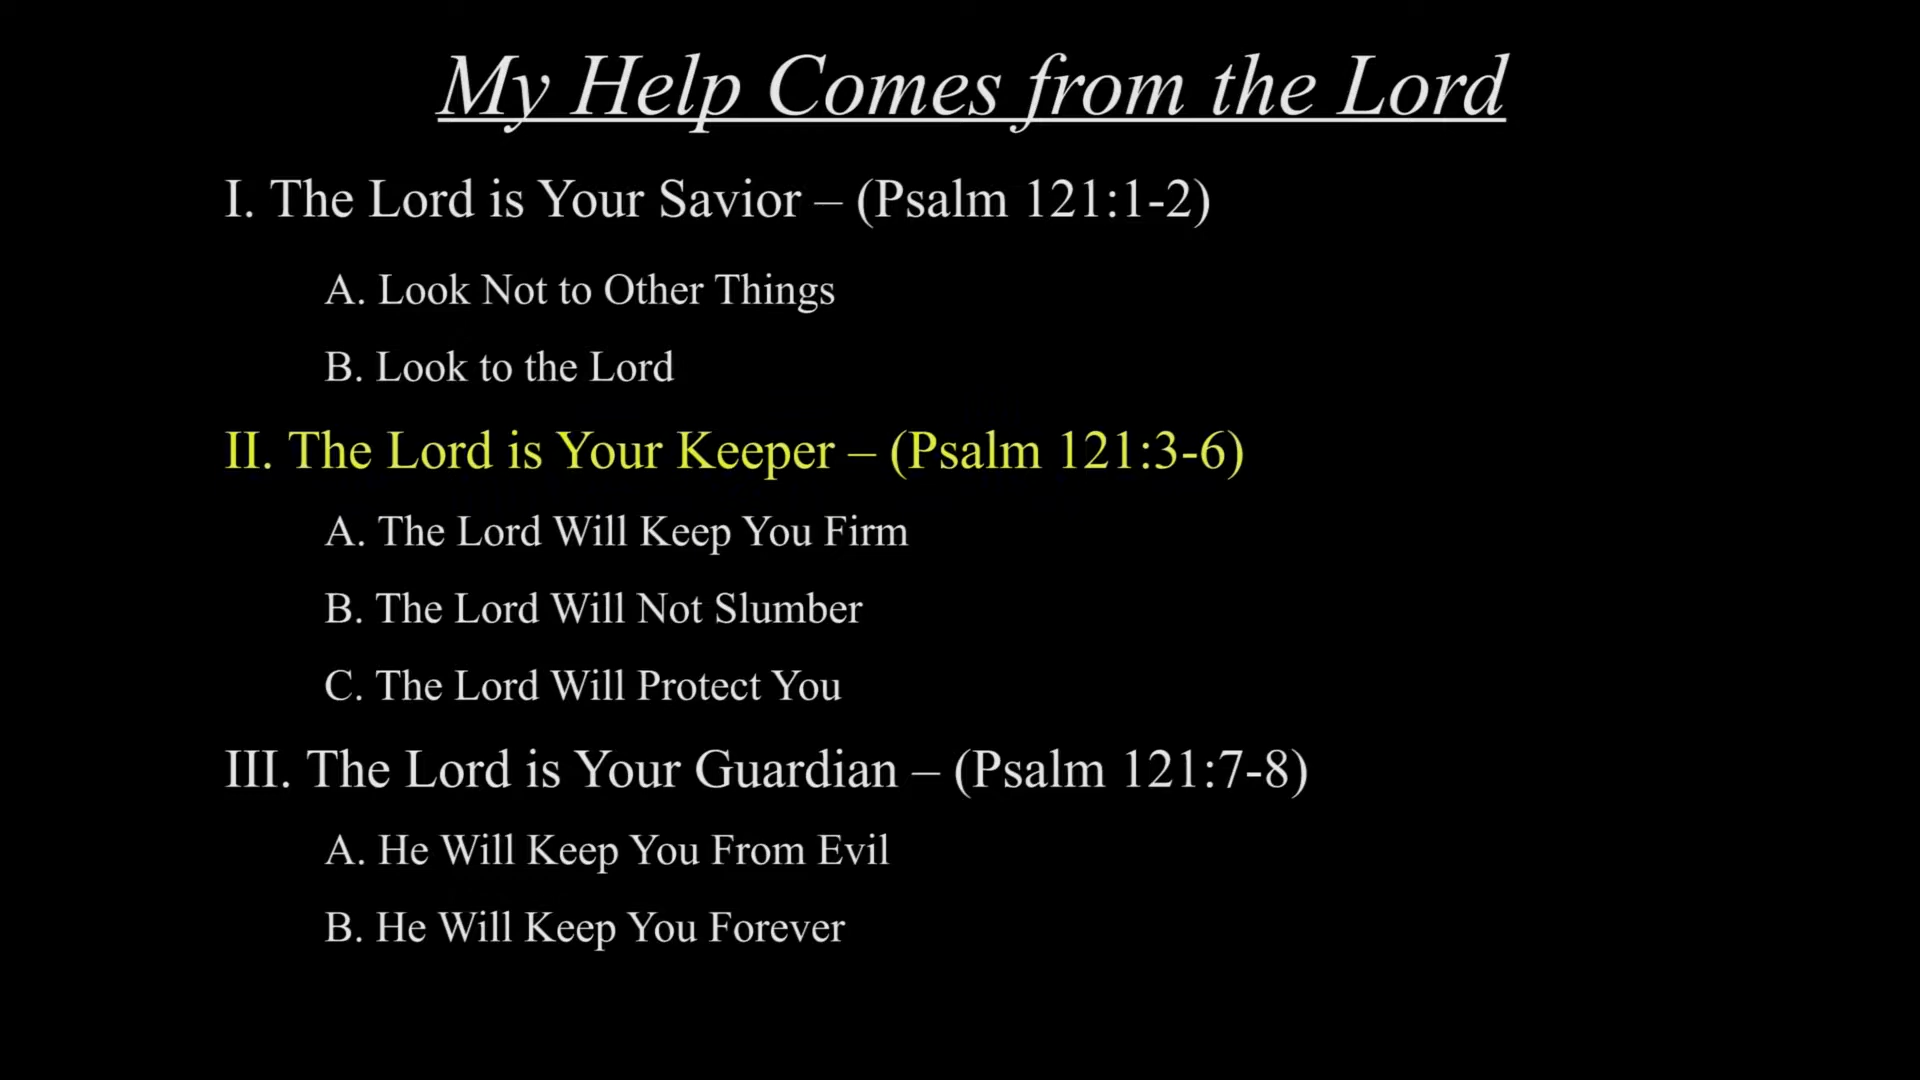 My Help Comes from the Lord
I. The Lord is Your Savior – (Psalm 121:1-2)
A. Look Not to Other Things
B. Look to the Lord
II. The Lord is Your Keeper – (Psalm 121:3-6)
A. The Lord Will Keep You Firm
B. The Lord Will Not Slumber
C. The Lord Will Protect You
III. The Lord is Your Guardian – (Psalm 121:7-8)
A. He Will Keep You From Evil
B. He Will Keep You Forever